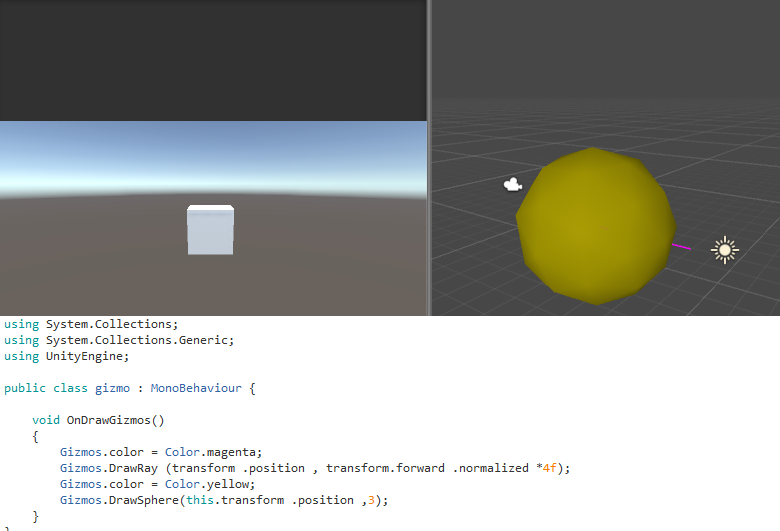 using System.Collections;
using System.Collections.Generic;
using UnityEngine;
public class gizmo : MonoBehaviour {
void OnDrawGizmos()
{
Gizmos.color = Color.magenta;
Gizmos.DrawRay (transform .position , transform.forward .normalized *4f);
Gizmos.color = Color.yellow;
Gizmos.DrawSphere(this.transform .position ,3);
}
}